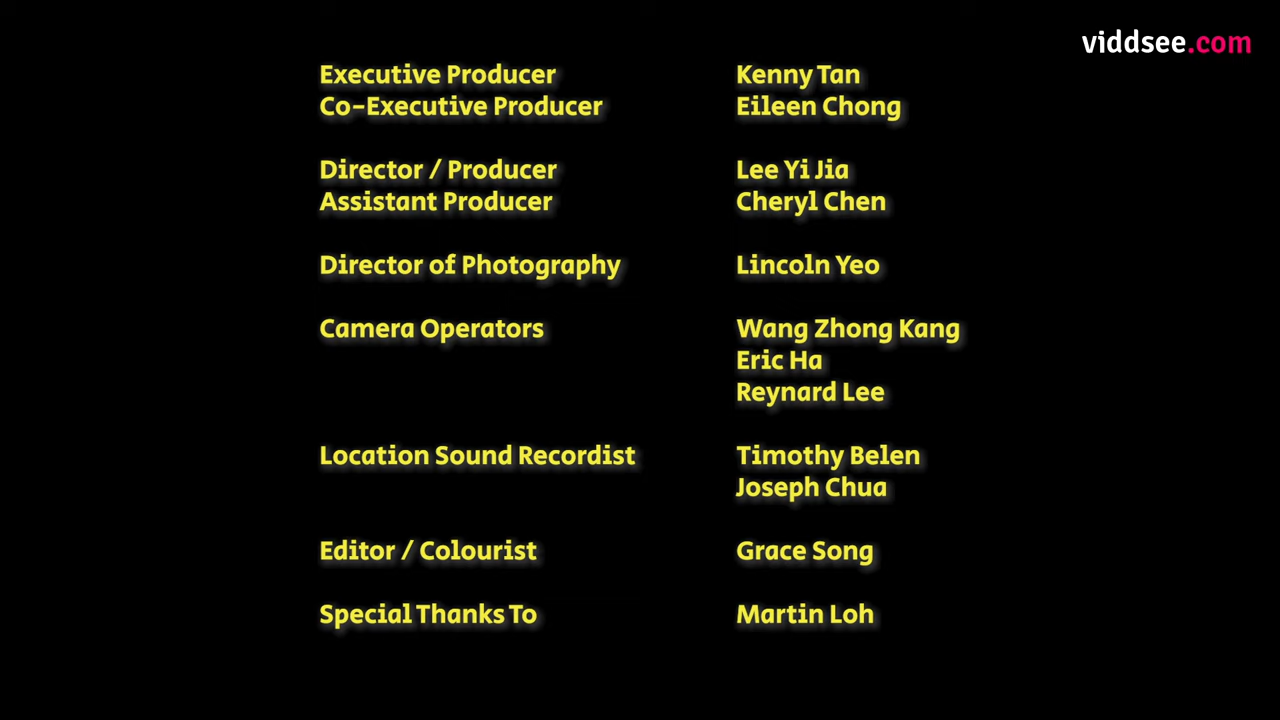 viddsee.com
Executive Producer Kenny Tan
Co-Executive Producer Eileen Chong
Director / Producer Lee Yi Jia
Assistant Producer Cheryl Chen
Director of Photography Lincoln Yeo
Camera Operators Wang Zhong Kang
Eric Ha
Reynard Lee
Location Sound Recordist Timothy Belen
Joseph Chua
Editor / Colourist Grace Song
Special Thanks To Martin Loh